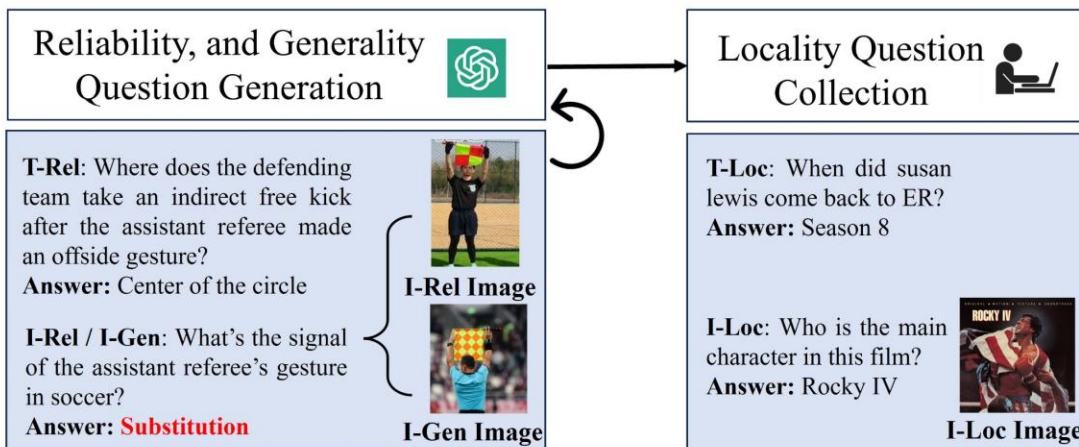 Reliability, and Generality
Question Generation
Locality Question
Collection
T-Rel: Where does the defending
team take an indirect free kick
after the assistant referee made
an offside gesture?
Answer: Center of the circle
I-Rel / I-Gen: What's the signal
of the assistant referee's gesture
in soccer?
Answer: Substitution
I-Rel Image
I-Gen Image
T-Loc: When did susan
lewis come back to ER?
Answer: Season 8
I-Loc: Who is the main
character in this film?
Answer: Rocky IV
ORIGINAL MOTION PICTURE SOUNDTRACK
ROCKY IV
I-Loc Image